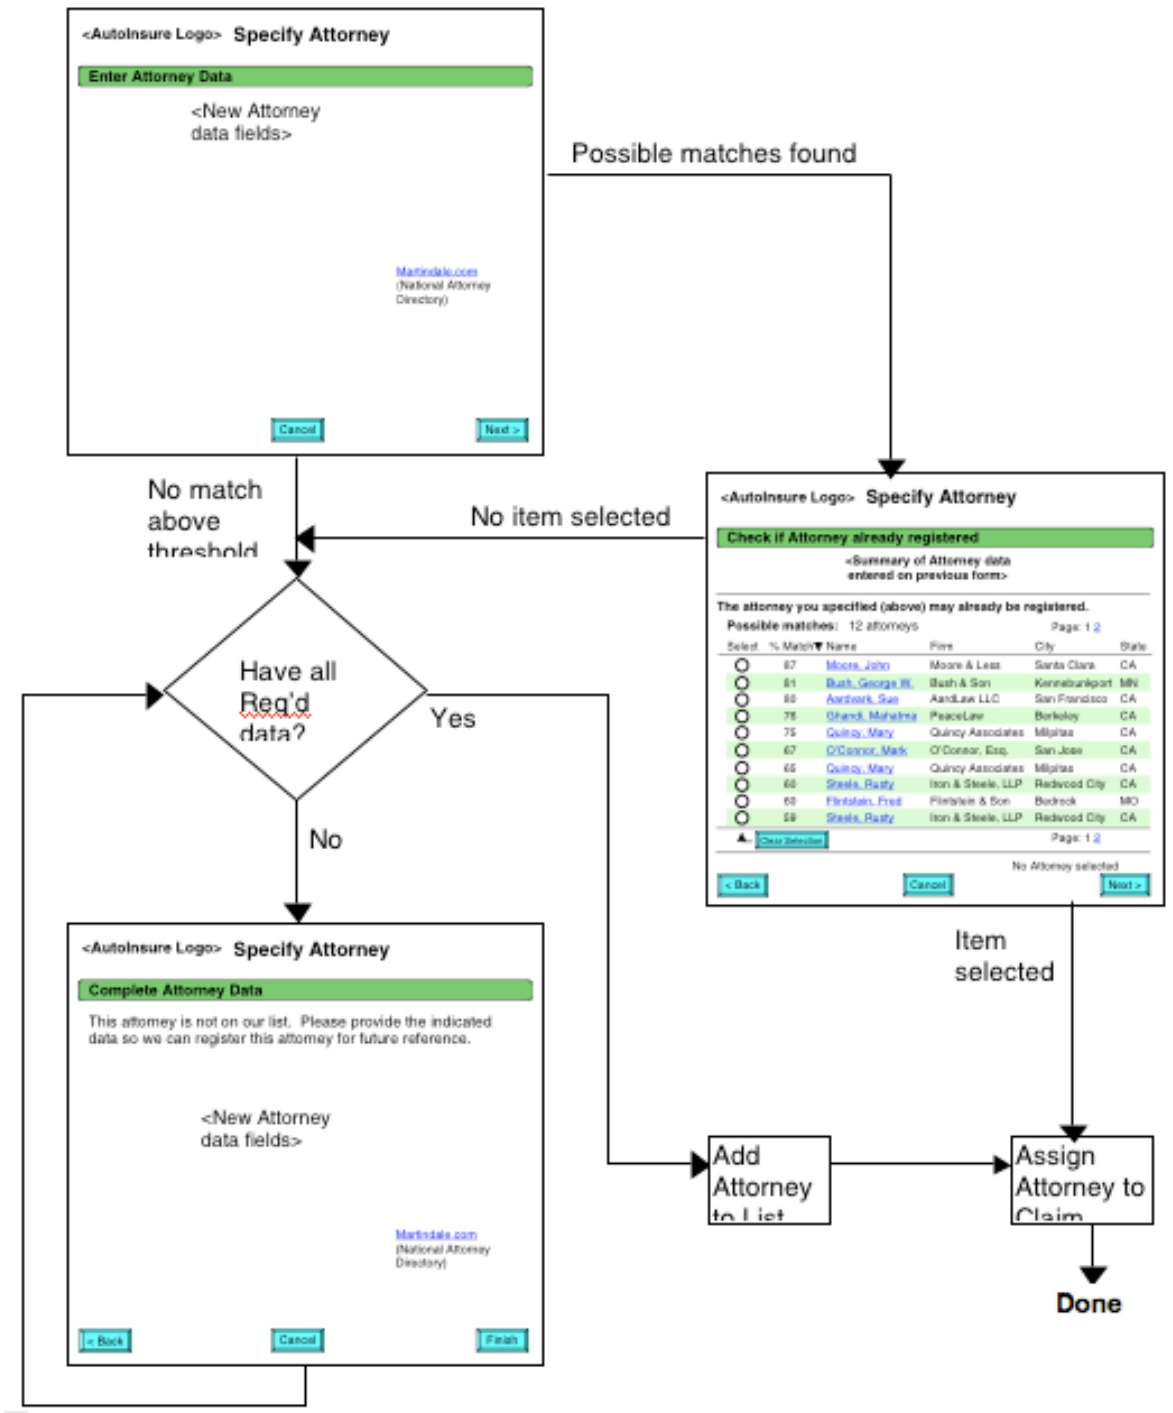 <AutoInsure Logo> Specify Attorney
Enter Attorney Data
<New Attorney
data fields>
Martindale.com
(National Attorney
Directory)
Cancel
Next >
Possible matches found
No match
above
threshold
No item selected
<AutoInsure Logo> Specify Attorney
Check if Attorney already registered
<Summary of Attorney data
entered on previous form>
The attorney you specified (above) may already be registered.
Possible matches: 12 attorneys Page: 1 2
Select % Match▼ Name Firm City State
87 Moore, John Moore & Less Santa Clara CA
81 Bush, George W. Bush & Son Kennebunkport MN
80 Aardvark, Sue AardLaw LLC San Francisco CA
76 Ghandi, Mahatma PeaceLaw Berkeley CA
75 Quincy, Mary Quincy Associates Milpitas CA
67 O'Connor, Mark O'Connor, Esq. San Jose CA
65 Quincy, Mary Quincy Associates Milpitas CA
60 Steele, Rusty Iron & Steele, LLP Redwood City CA
60 Flintstein, Fred Flintstein & Son Bedrock MO
59 Steele, Rusty Iron & Steele, LLP Redwood City CA
Clear Selection Page: 1 2
No Attorney selected
< Back Cancel Next >
Have all
Req'd
data?
Yes
No
Item
selected
<AutoInsure Logo> Specify Attorney
Complete Attorney Data
This attorney is not on our list. Please provide the indicated
data so we can register this attorney for future reference.
<New Attorney
data fields>
Martindale.com
(National Attorney
Directory)
< Back Cancel Finish
Add
Attorney
to List
Assign
Attorney to
Claim
Done